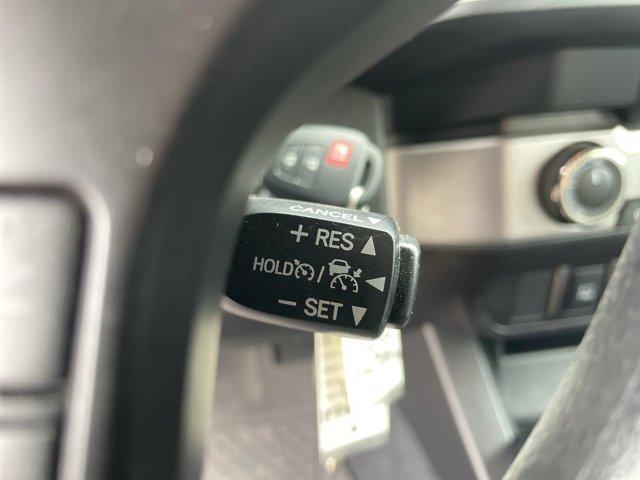 CANCEL ▼
+ RES ▲
HOLD / ◀
− SET ▼